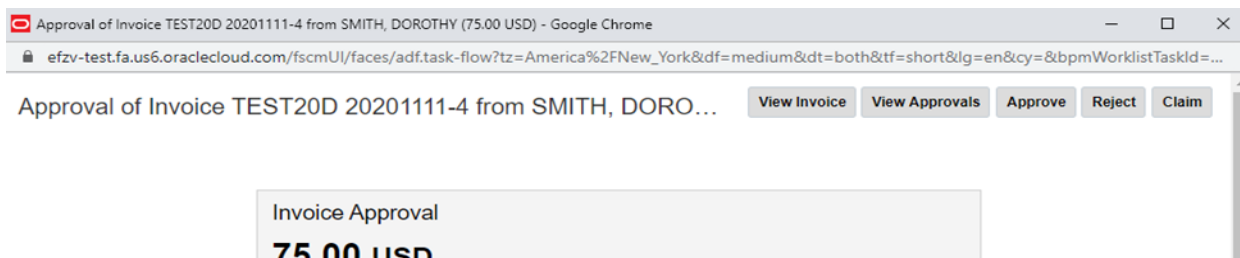 Approval of Invoice TEST20D 20201111-4 from SMITH, DOROTHY (75.00 USD) - Google Chrome
efzv-test.fa.us6.oraclecloud.com/fscmUI/faces/adf.task-flow?tz=America%2FNew_York&df=medium&dt=both&tf=short&lg=en&cy=&bpmWorklistTaskId=...
Approval of Invoice TEST20D 20201111-4 from SMITH, DORO... View Invoice View Approvals Approve Reject Claim
Invoice Approval
75.00 USD